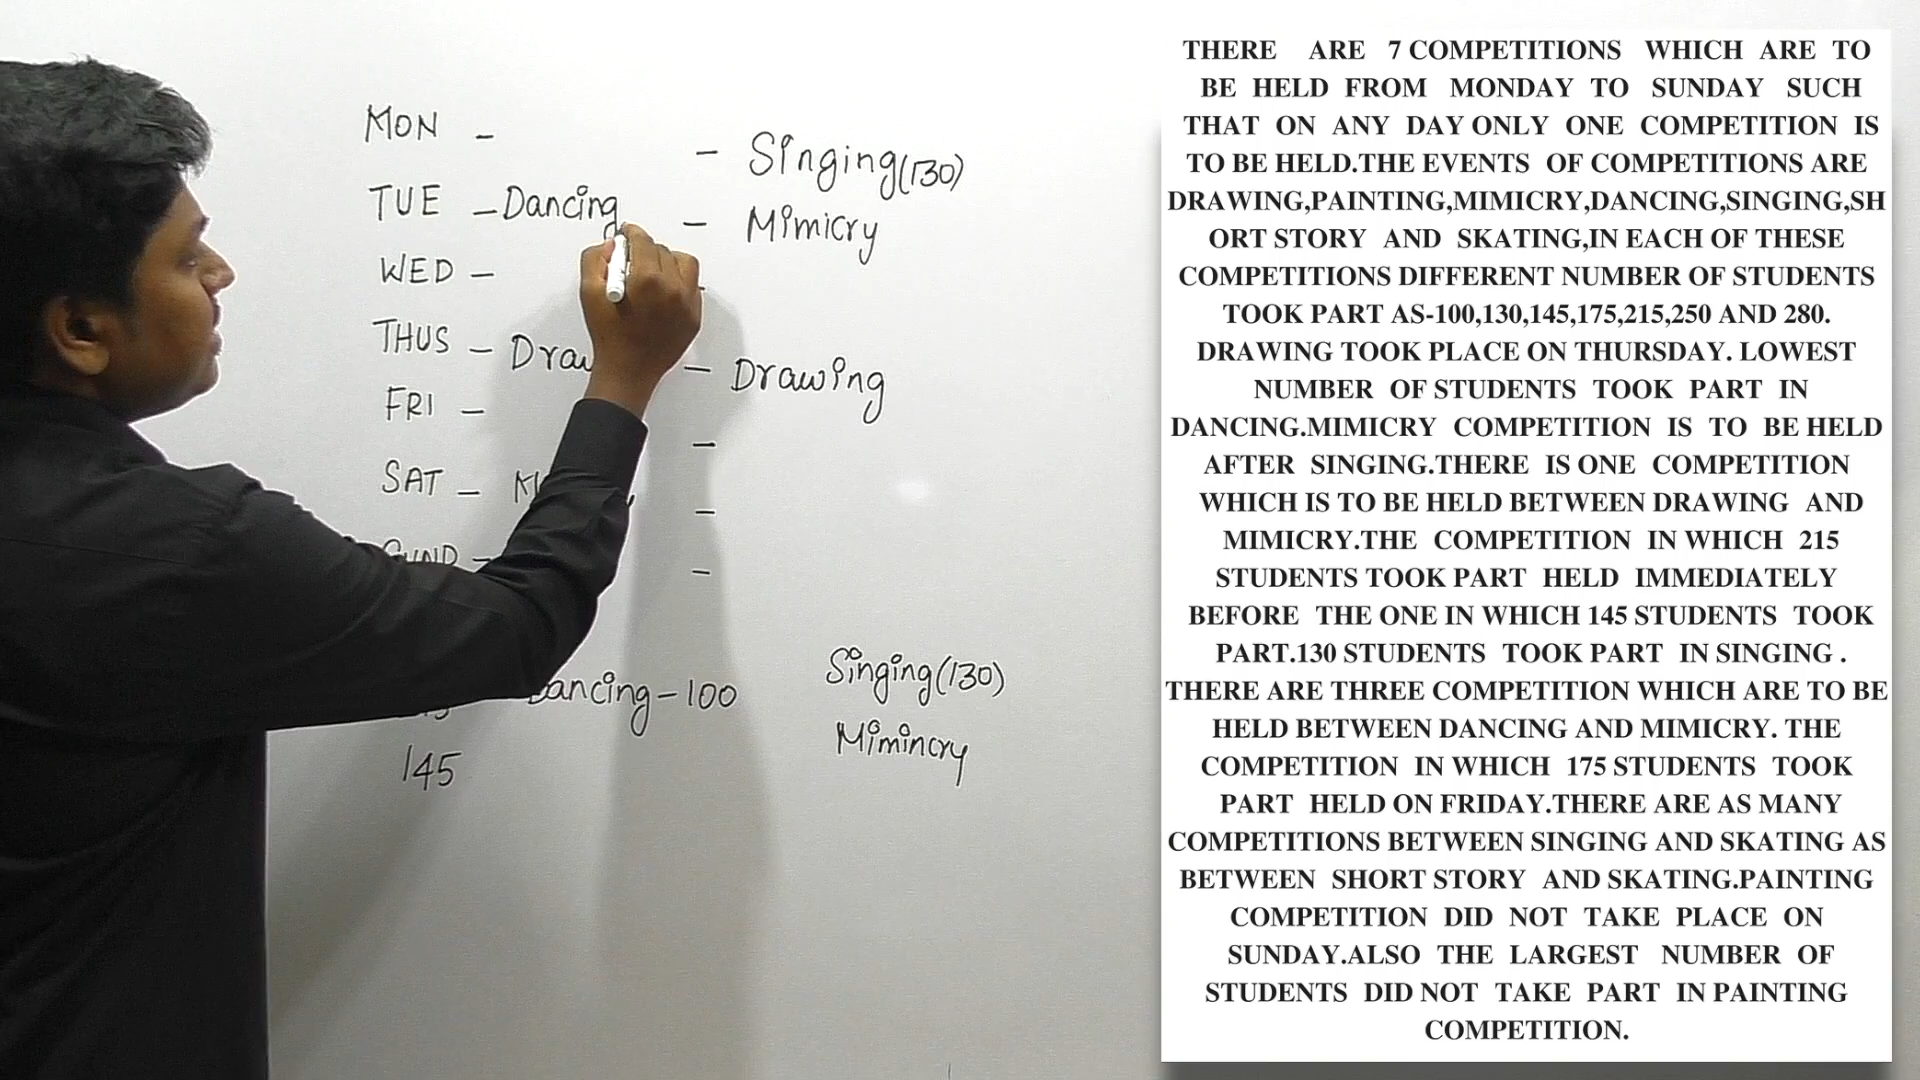 MON -
- Singing(130)
TUE - Dancing
- Mimicry
WED -
THUS -
- Drawing
FRI -
-
SAT -
-
-
Dancing - 100
Singing(130)
Mimincry
145
THERE ARE 7 COMPETITIONS WHICH ARE TO
BE HELD FROM MONDAY TO SUNDAY SUCH
THAT ON ANY DAY ONLY ONE COMPETITION IS
TO BE HELD.THE EVENTS OF COMPETITIONS ARE
DRAWING,PAINTING,MIMICRY,DANCING,SINGING,SH
ORT STORY AND SKATING,IN EACH OF THESE
COMPETITIONS DIFFERENT NUMBER OF STUDENTS
TOOK PART AS-100,130,145,175,215,250 AND 280.
DRAWING TOOK PLACE ON THURSDAY. LOWEST
NUMBER OF STUDENTS TOOK PART IN
DANCING.MIMICRY COMPETITION IS TO BE HELD
AFTER SINGING.THERE IS ONE COMPETITION
WHICH IS TO BE HELD BETWEEN DRAWING AND
MIMICRY.THE COMPETITION IN WHICH 215
STUDENTS TOOK PART HELD IMMEDIATELY
BEFORE THE ONE IN WHICH 145 STUDENTS TOOK
PART.130 STUDENTS TOOK PART IN SINGING .
THERE ARE THREE COMPETITION WHICH ARE TO BE
HELD BETWEEN DANCING AND MIMICRY. THE
COMPETITION IN WHICH 175 STUDENTS TOOK
PART HELD ON FRIDAY.THERE ARE AS MANY
COMPETITIONS BETWEEN SINGING AND SKATING AS
BETWEEN SHORT STORY AND SKATING.PAINTING
COMPETITION DID NOT TAKE PLACE ON
SUNDAY.ALSO THE LARGEST NUMBER OF
STUDENTS DID NOT TAKE PART IN PAINTING
COMPETITION.